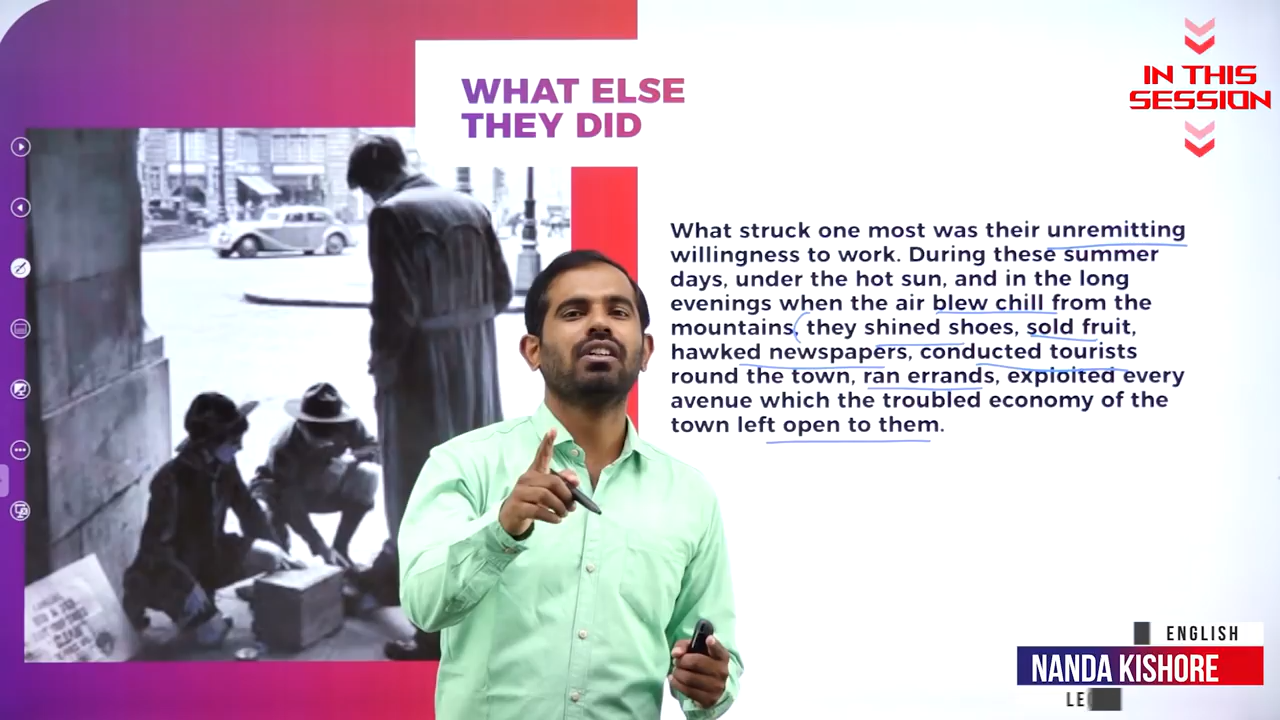 WHAT ELSE
THEY DID
IN THIS
SESSION
What struck one most was their unremitting
willingness to work. During these summer
days, under the hot sun, and in the long
evenings when the air blew chill from the
mountains, they shined shoes, sold fruit,
hawked newspapers, conducted tourists
round the town, ran errands, exploited every
avenue which the troubled economy of the
town left open to them.
ENGLISH
NANDA KISHORE
LE